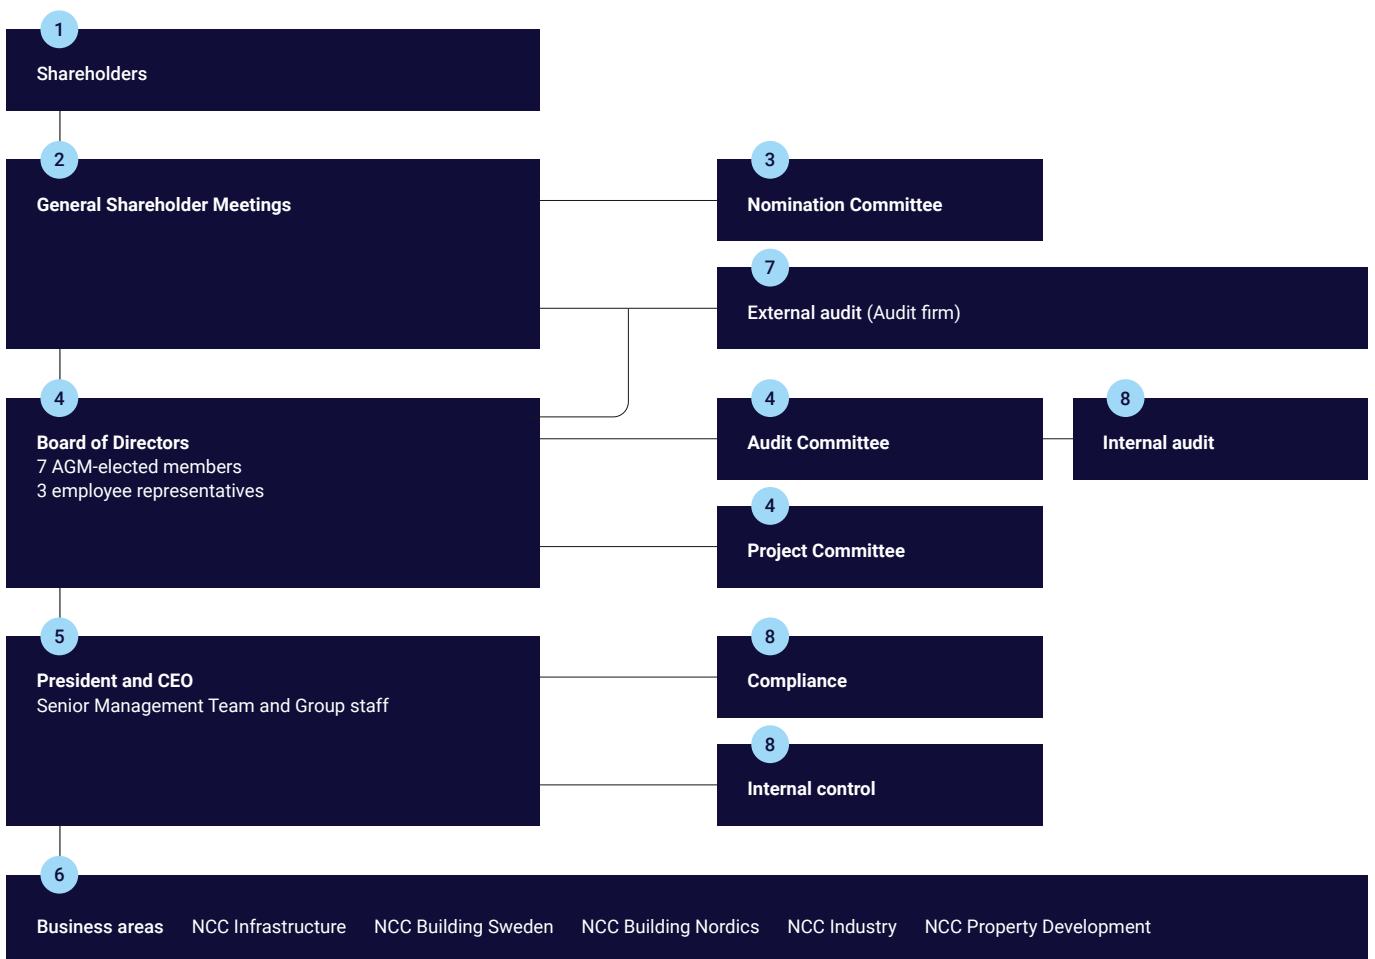 1
Shareholders
2
General Shareholder Meetings
3
Nomination Committee
7
External audit (Audit firm)
4
Board of Directors
7 AGM-elected members
3 employee representatives
4
Audit Committee
8
Internal audit
4
Project Committee
5
President and CEO
Senior Management Team and Group staff
8
Compliance
8
Internal control
6
Business areas NCC Infrastructure NCC Building Sweden NCC Building Nordics NCC Industry NCC Property Development